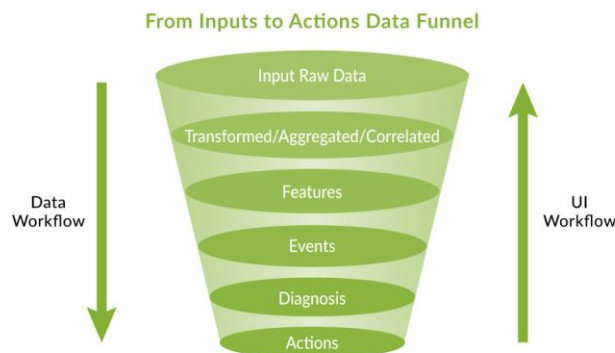 From Inputs to Actions Data Funnel
Input Raw Data
Transformed/Aggregated/Correlated
Features
Data
Workflow
UI
Workflow
Events
Diagnosis
Actions